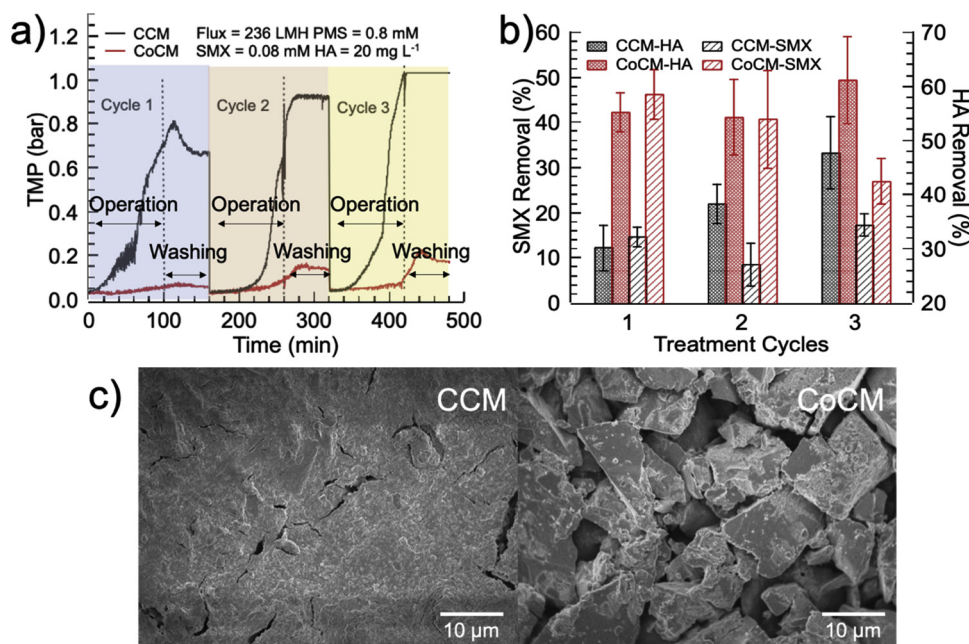 a)
CCM Flux = 236 LMH PMS = 0.8 mM
CoCM SMX = 0.08 mM HA = 20 mg L⁻¹
Cycle 1
Cycle 2
Cycle 3
Operation
Operation
Operation
Washing
Washing
Washing
TMP (bar)
1.2
1.0
0.8
0.6
0.4
0.2
0.0
0 100 200 300 400 500
Time (min)
b)
CCM-HA CCM-SMX
CoCM-HA CoCM-SMX
SMX Removal (%)
60
50
40
30
20
10
0
HA Removal (%)
70
60
50
40
30
20
1 2 3
Treatment Cycles
c)
CCM
10 µm
CoCM
10 µm